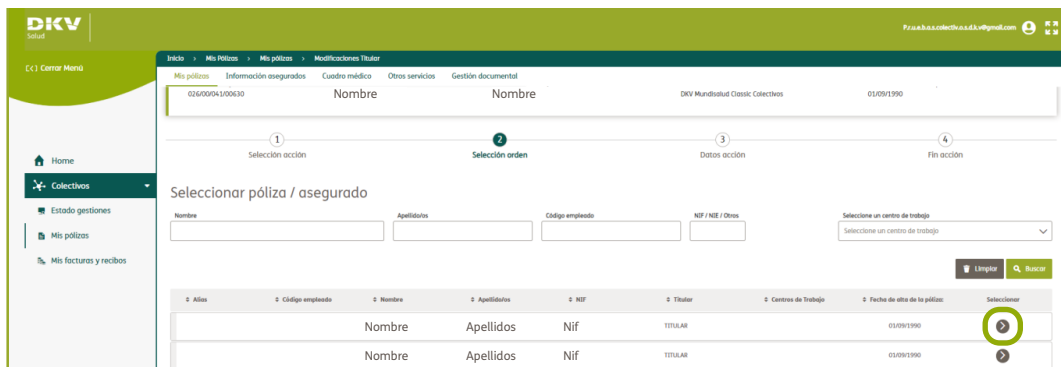 DKV
Salud
P.r.u.e.b.a.s.colectiv.o.s.d.k.v@gmail.com
[<] Cerrar Menú
Inicio > Mis Pólizas > Mis pólizas > Modificaciones Titular
Mis pólizas Información asegurados Cuadro médico Otros servicios Gestión documental
026/00/041/00630 Nombre Nombre DKV Mundisalud Classic Colectivos 01/09/1990
1 2 3 4
Selección acción Selección orden Datos acción Fin acción
Home
Colectivos
Estado gestiones
Mis pólizas
Mis facturas y recibos
Seleccionar póliza / asegurado
Nombre Apellido/os Código empleado NIF / NIE / Otros Seleccione un centro de trabajo
Seleccione un centro de trabajo
Limpiar Buscar
Alias Código empleado Nombre Apellido/os NIF Titular Centros de Trabajo Fecha de alta de la póliza: Seleccionar
Nombre Apellidos Nif TITULAR 01/09/1990
Nombre Apellidos Nif TITULAR 01/09/1990